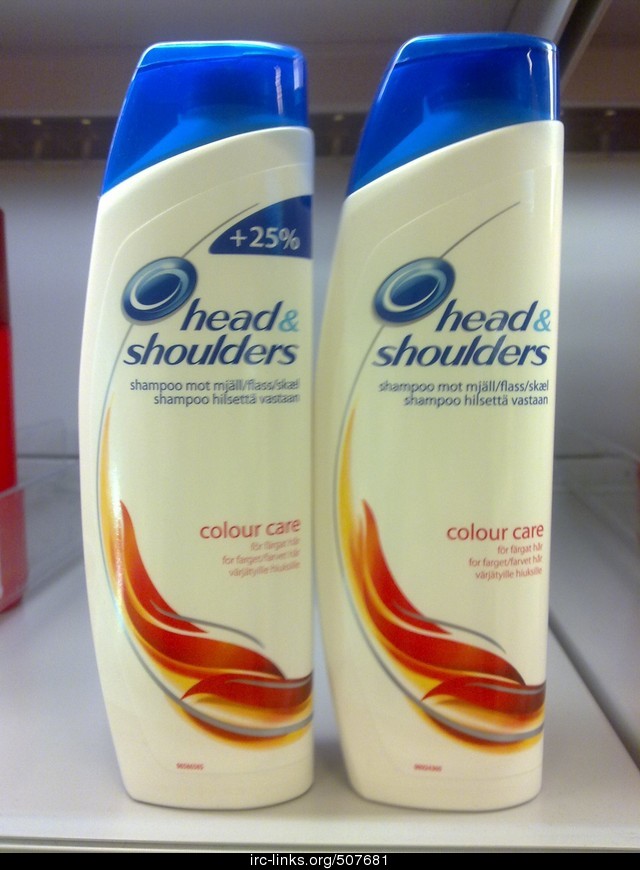 +25%
head&
shoulders
shampoo mot mjäll/flass/skæl
shampoo hilsettä vastaan
colour care
för färgat hår
for farget/farvet hår
värjätyille hiuksille
head&
shoulders
shampoo mot mjäll/flass/skæl
shampoo hilsettä vastaan
colour care
för färgat hår
for farget/farvet hår
värjätyille hiuksille
irc-links.org/507681